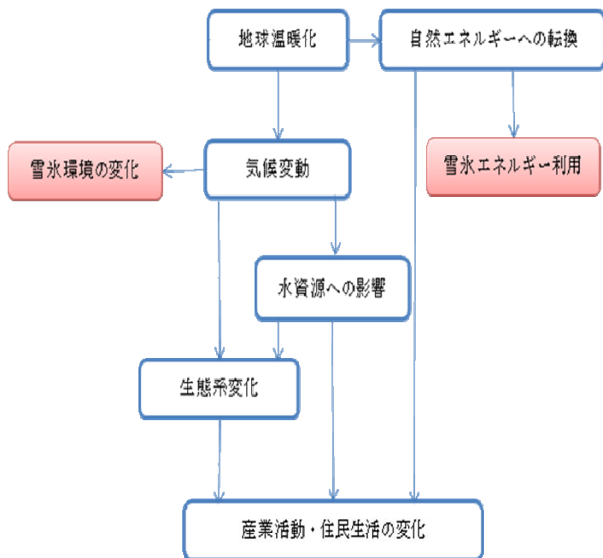 地球温暖化
自然エネルギーへの転換
雪氷環境の変化
気候変動
雪氷エネルギー利用
水資源への影響
生態系変化
産業活動・住民生活の変化